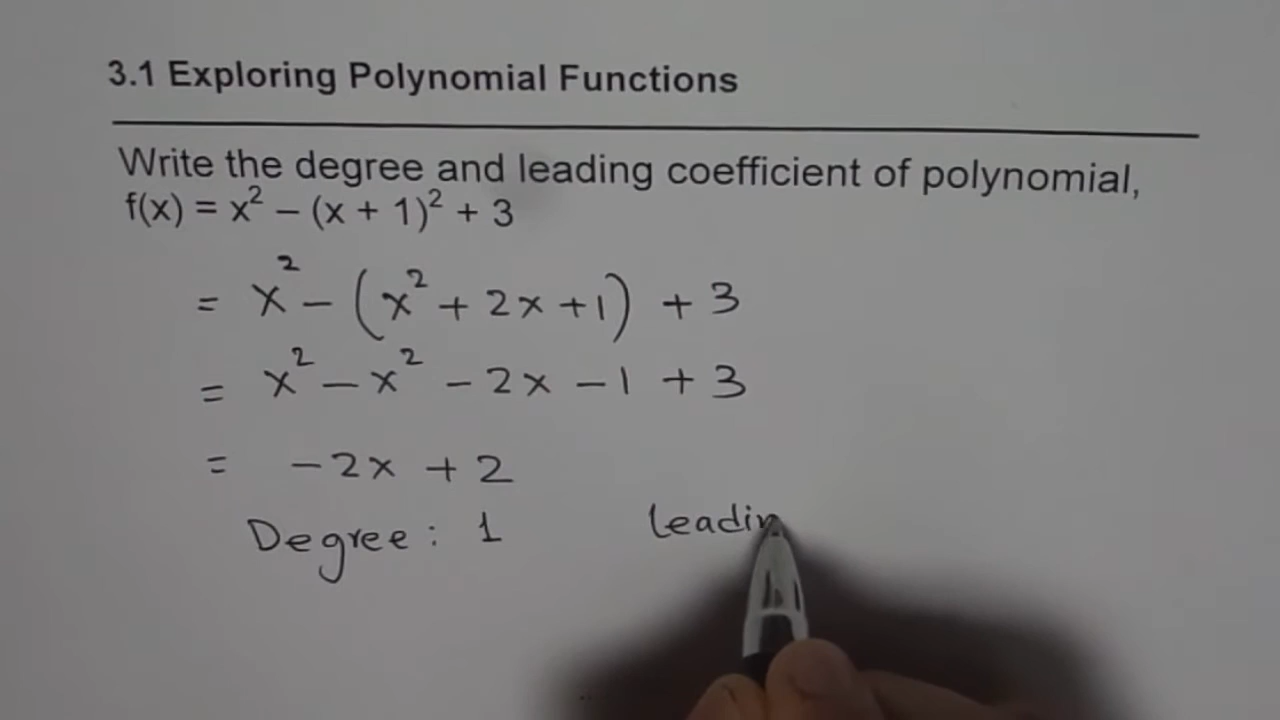 3.1 Exploring Polynomial Functions
Write the degree and leading coefficient of polynomial,
f(x) = x² – (x + 1)² + 3
= x² – (x² + 2x + 1) + 3
= x² – x² – 2x – 1 + 3
= –2x + 2
Degree: 1 Leadin